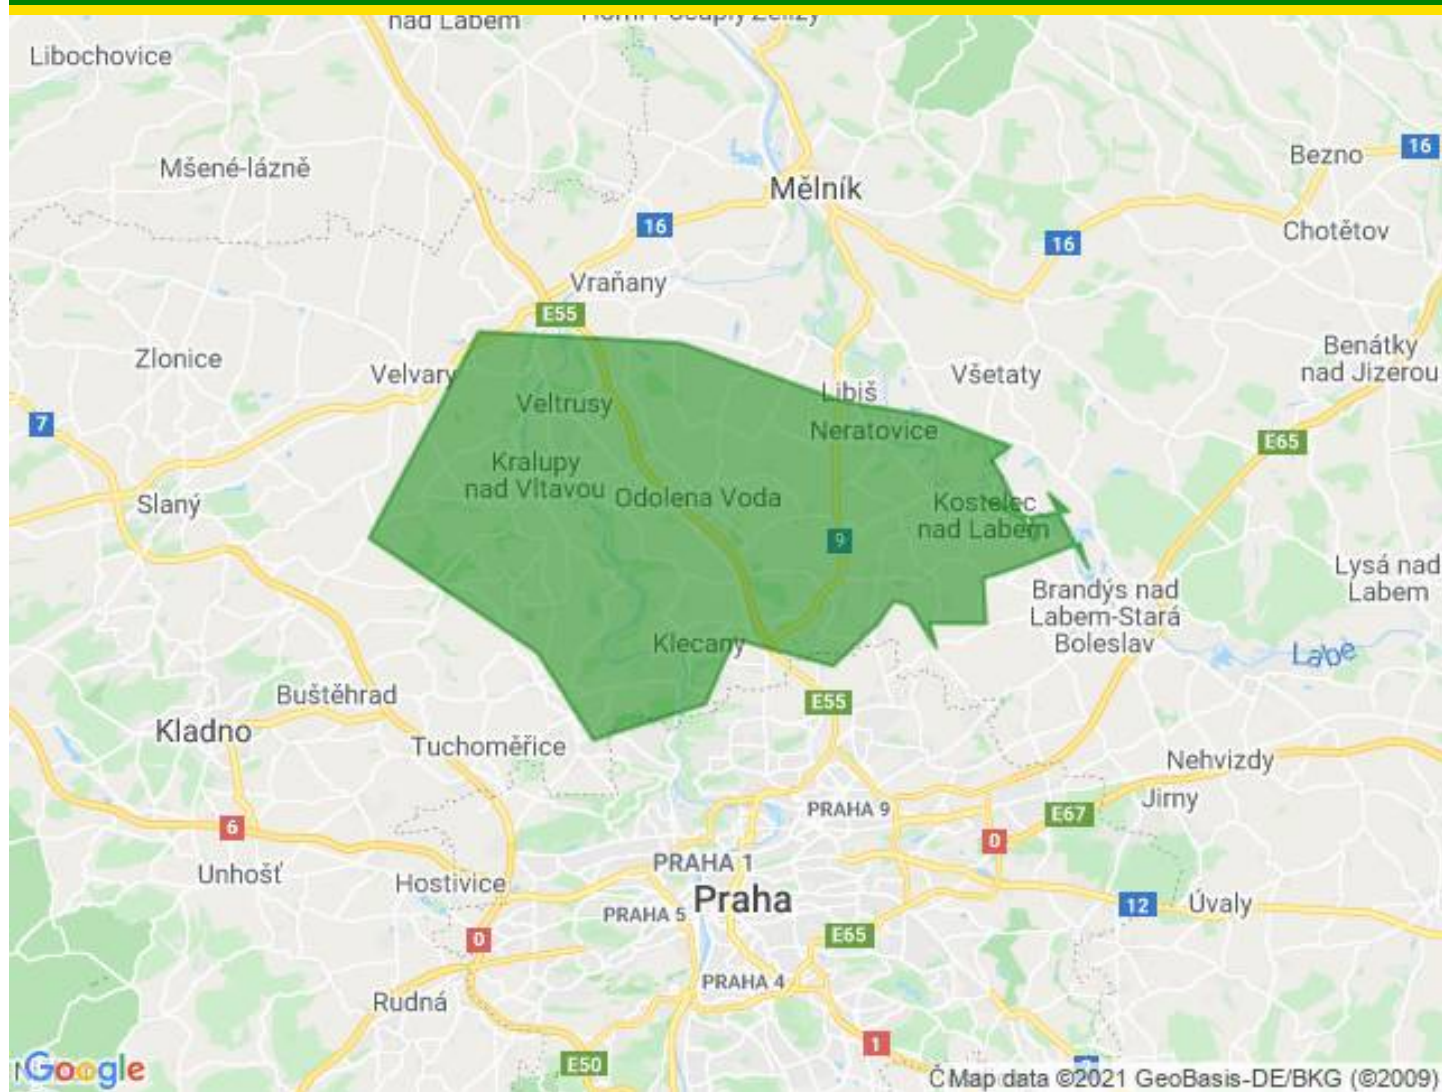 nad Labem
Libochovice
Mšené-lázně
Bezno
16
Mělník
16
Chotětov
16
Vraňany
E55
Zlonice
Velvary
Benátky
nad Jizerou
Všetaty
Libiš
Veltrusy
7
Neratovice
E65
Kralupy
nad Vltavou
Odolena Voda
Slaný
Kostelec
nad Labem
9
Lysá nad
Labem
Brandýs nad
Labem-Stará
Boleslav
Klecany
Labe
Buštěhrad
E55
Kladno
Tuchoměřice
Nehvizdy
Jirny
PRAHA 9
E67
6
0
PRAHA 1
Unhošť
Hostivice
Praha
PRAHA 5
12
Úvaly
0
E65
PRAHA 4
Rudná
1
E50
Google
Map data ©2021 GeoBasis-DE/BKG (©2009)